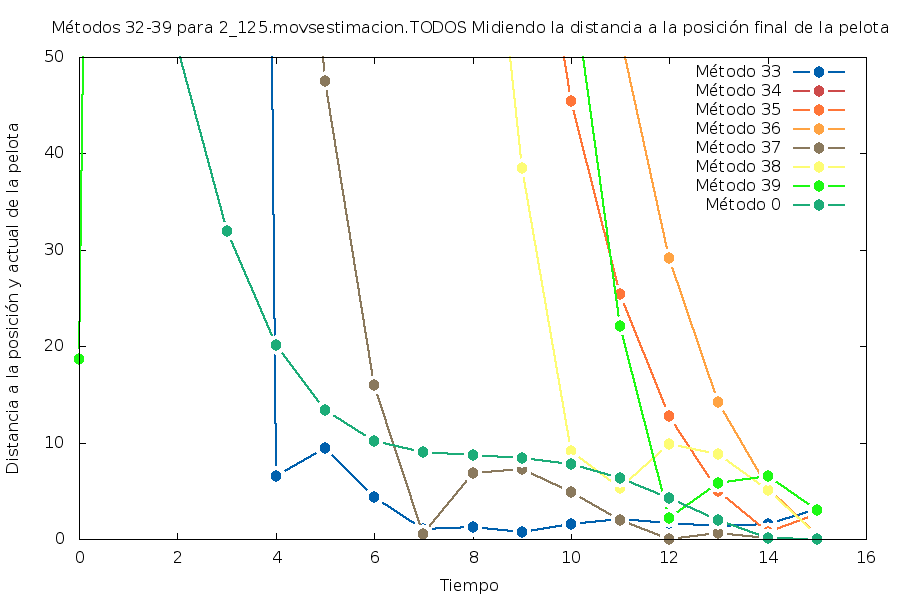 Métodos 32-39 para 2_125.movsestimacion.TODOS Midiendo la distancia a la posición final de la pelota
Distancia a la posición y actual de la pelota
50
40
30
20
10
0
0 2 4 6 8 10 12 14 16
Tiempo
Método 33
Método 34
Método 35
Método 36
Método 37
Método 38
Método 39
Método 0